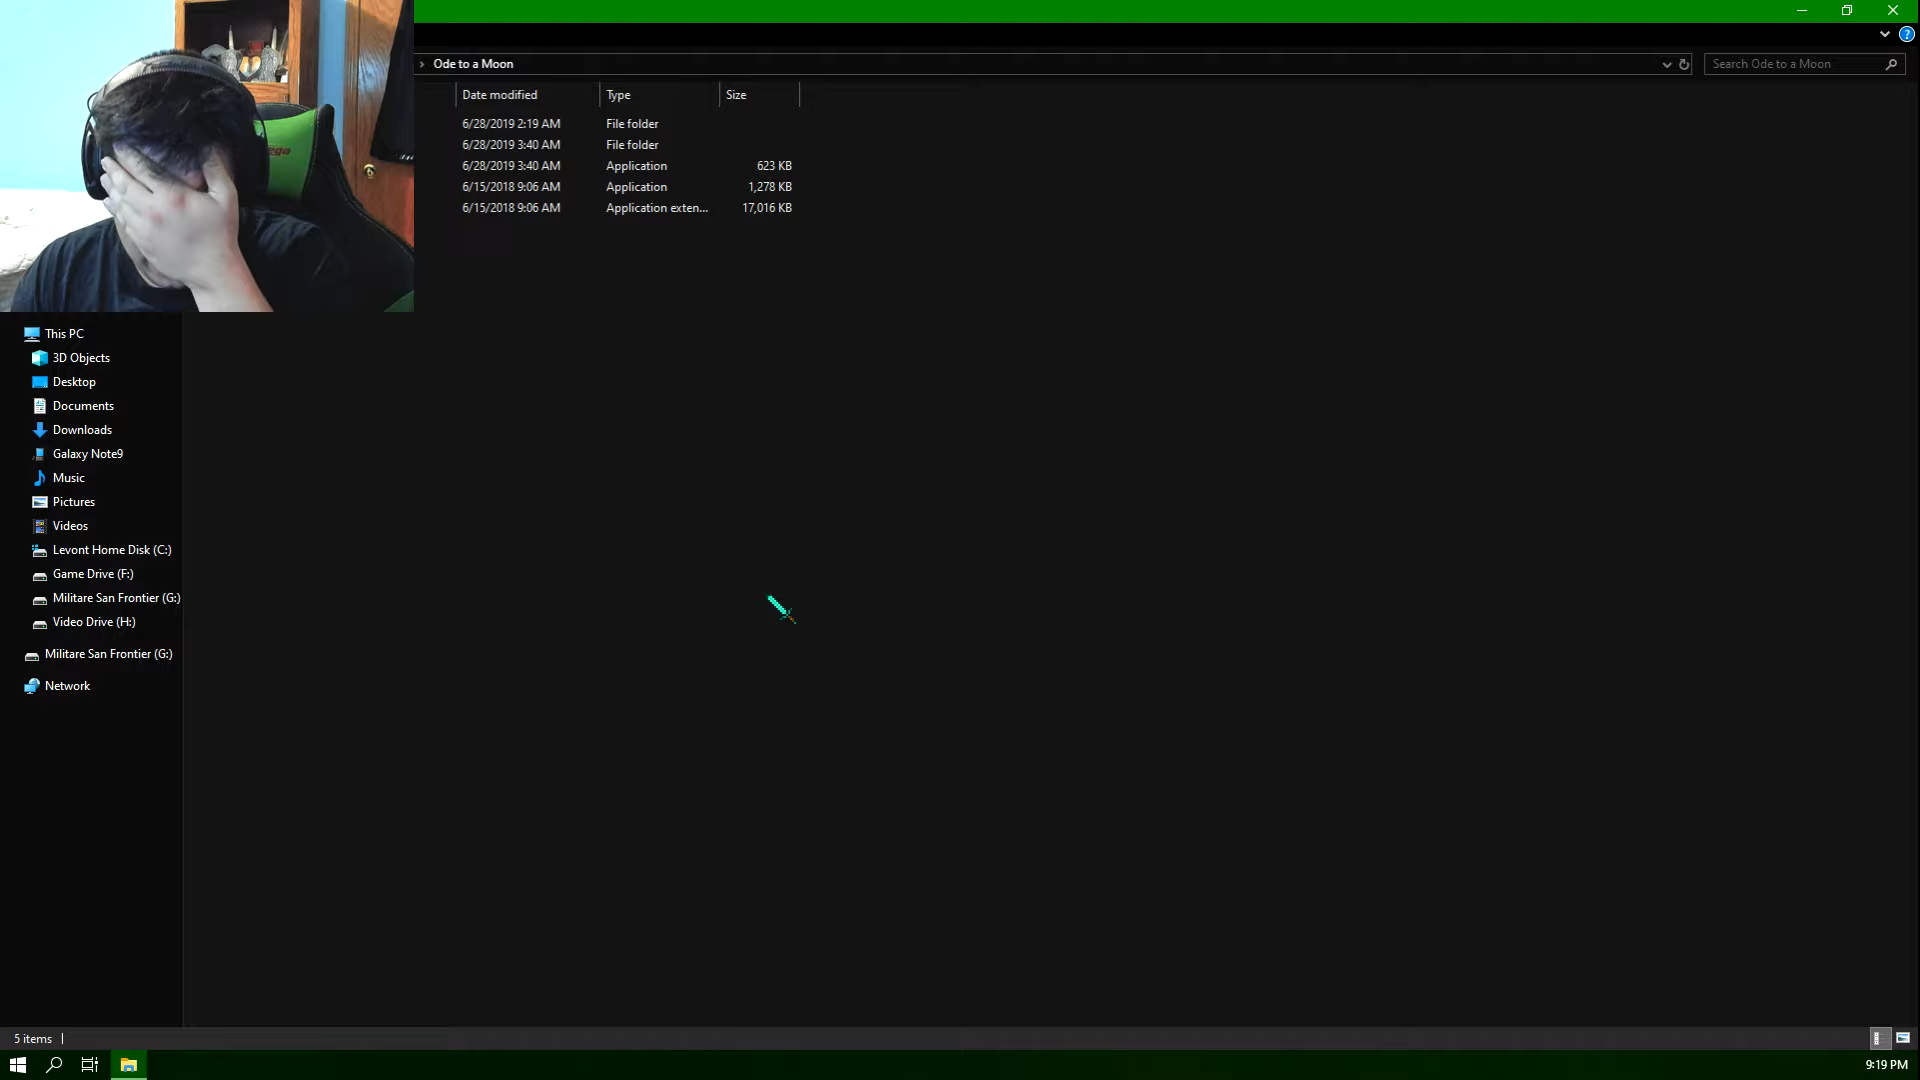 Ode to a Moon
Search Ode to a Moon
Date modified Type Size
6/28/2019 2:19 AM File folder
6/28/2019 3:40 AM File folder
6/28/2019 3:40 AM Application 623 KB
6/15/2018 9:06 AM Application 1,278 KB
6/15/2018 9:06 AM Application exten... 17,016 KB
This PC
3D Objects
Desktop
Documents
Downloads
Galaxy Note9
Music
Pictures
Videos
Levont Home Disk (C:)
Game Drive (F:)
Militare San Frontier (G:)
Video Drive (H:)
Militare San Frontier (G:)
Network
5 items
9:19 PM